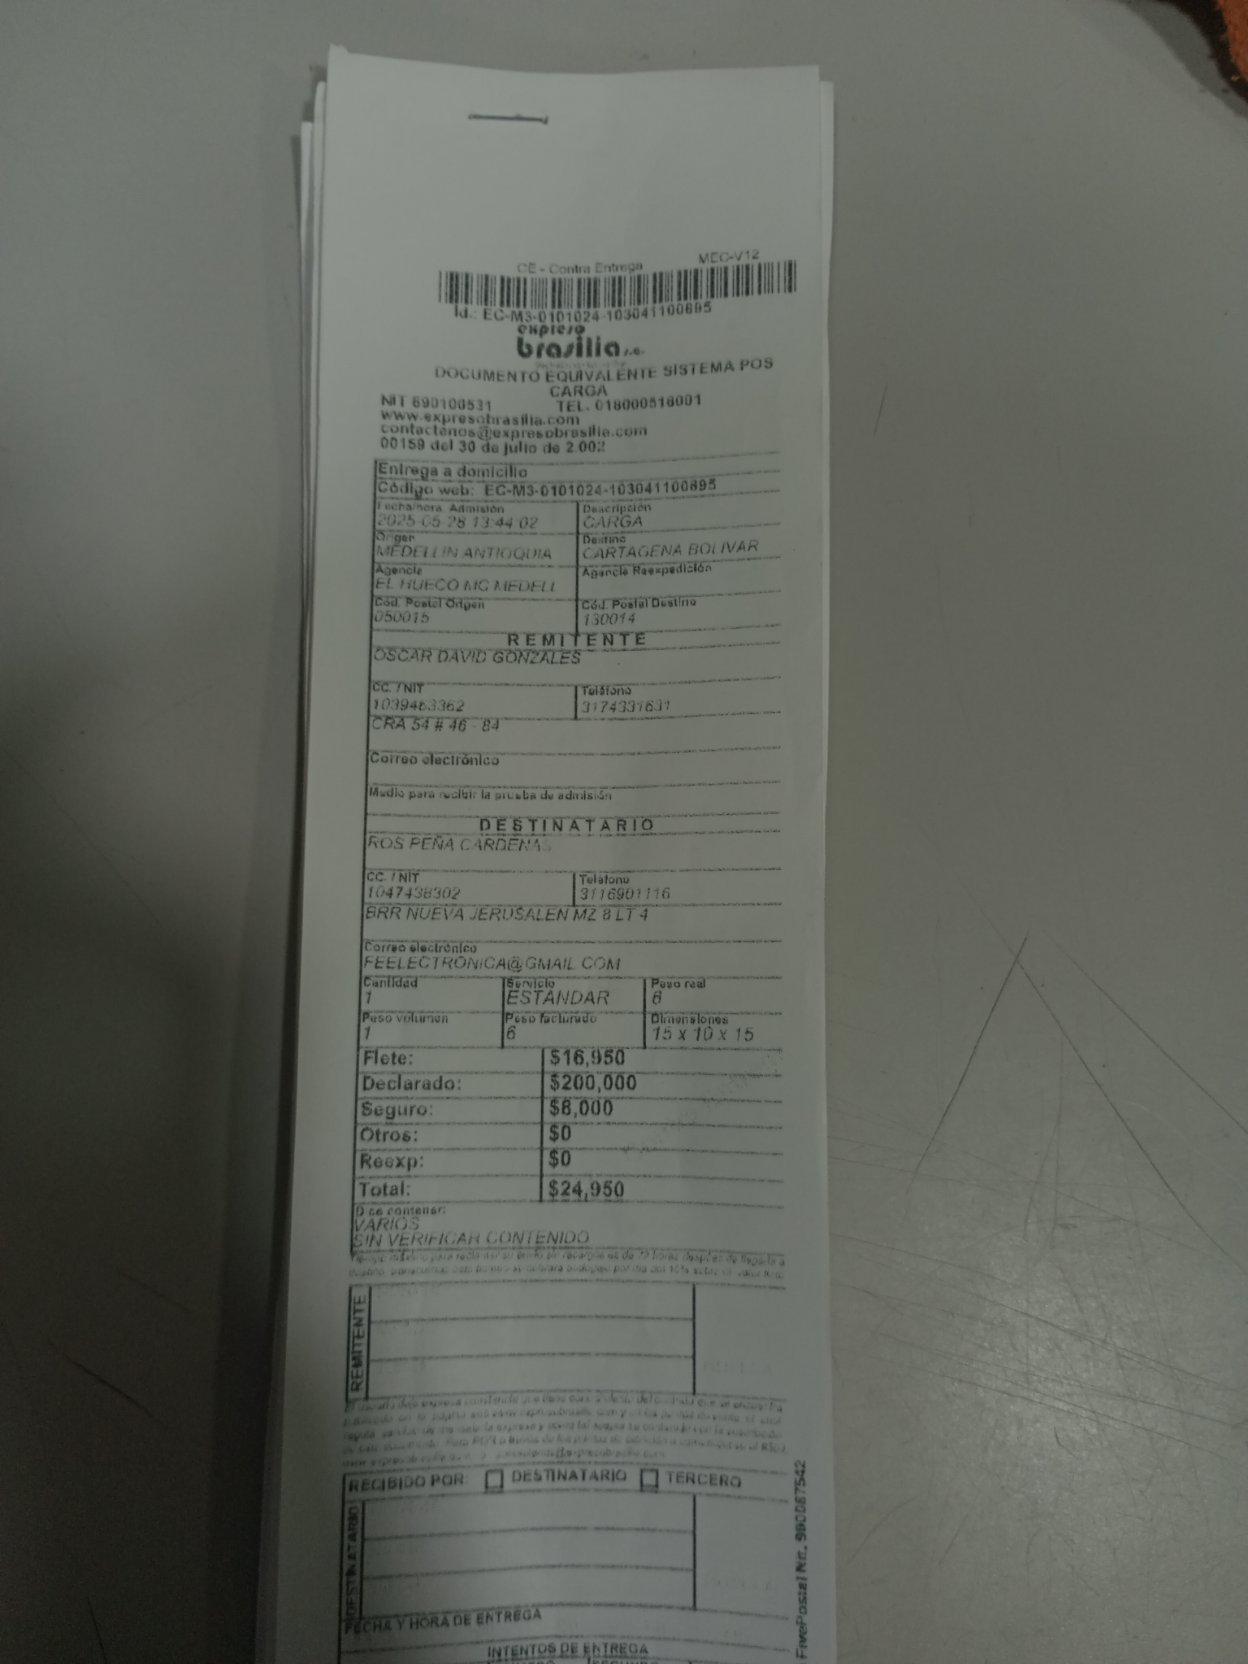 CE - Contra Entrega MEC-V12
Id.: EC-M3-0101024-103041100895
expreso
brasilia s.a.
DOCUMENTO EQUIVALENTE SISTEMA POS
CARGA
NIT 890100531 TEL. 018000518001
www.expresobrasilia.com
contactenos@expresobrasilia.com
00159 del 30 de julio de 2.002
Entrega a domicilio
Código web: EC-M3-0101024-103041100895
Fecha/hora Admisión Descripción
2025-05-28 13:44:02 CARGA
Origen Destino
MEDELLIN ANTIOQUIA CARTAGENA BOLIVAR
Agencia Agencia Reexpedición
EL HUECO MC MEDELL
Cód. Postal Origen Cód. Postal Destino
050015 130014
REMITENTE
OSCAR DAVID GONZALES
CC. / NIT Teléfono
1039463362 3174331631
CRA 54 # 46 - 84
Correo electrónico
Medio para recibir la prueba de admisión
DESTINATARIO
ROS PEÑA CARDENAS
CC. / NIT Teléfono
1047438302 3116901116
BRR NUEVA JERUSALEN MZ 8 LT 4
Correo electrónico
FEELECTRONICA@GMAIL.COM
Cantidad Servicio Peso real
1 ESTANDAR 6
Peso volumen Peso facturado Dimensiones
1 6 15 x 10 x 15
Flete: $16,950
Declarado: $200,000
Seguro: $8,000
Otros: $0
Reexp: $0
Total: $24,950
Dice contener:
VARIOS
SIN VERIFICAR CONTENIDO
REMITENTE
RECIBIDO POR: DESTINATARIO TERCERO
DESTINATARIO
FECHA Y HORA DE ENTREGA
INTENTOS DE ENTREGA
FivePostal Nit. 900087542